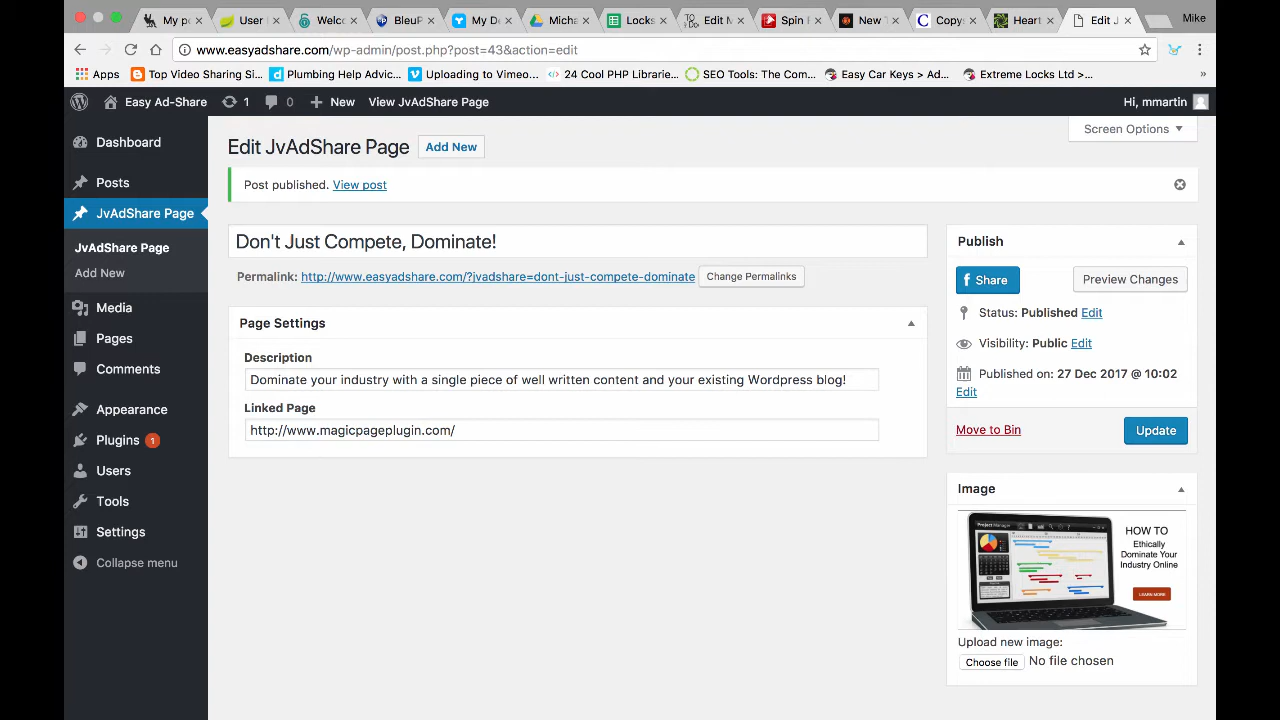 My po
User
Welco
BleuP
My De
Micha
Locks
Edit M
Spin R
New T
Copys
Heart
Edit J
Mike
www.easyadshare.com/wp-admin/post.php?post=43&action=edit
Apps
Top Video Sharing Si...
Plumbing Help Advic...
Uploading to Vimeo...
24 Cool PHP Librarie...
SEO Tools: The Com...
Easy Car Keys > Ad...
Extreme Locks Ltd >...
»
Easy Ad-Share
1
0
New
View JvAdShare Page
Hi, mmartin
Screen Options
Dashboard
Posts
JvAdShare Page
JvAdShare Page
Add New
Media
Pages
Comments
Appearance
Plugins 1
Users
Tools
Settings
Collapse menu
Edit JvAdShare Page
Add New
Post published. View post
Don't Just Compete, Dominate!
Permalink: http://www.easyadshare.com/?jvadshare=dont-just-compete-dominate
Change Permalinks
Page Settings
Description
Dominate your industry with a single piece of well written content and your existing Wordpress blog!
Linked Page
http://www.magicpageplugin.com/
Publish
f Share
Preview Changes
Status: Published Edit
Visibility: Public Edit
Published on: 27 Dec 2017 @ 10:02
Edit
Move to Bin
Update
Image
Project Manager
HOW TO
Ethically
Dominate Your
Industry Online
LEARN MORE
Upload new image:
Choose file No file chosen